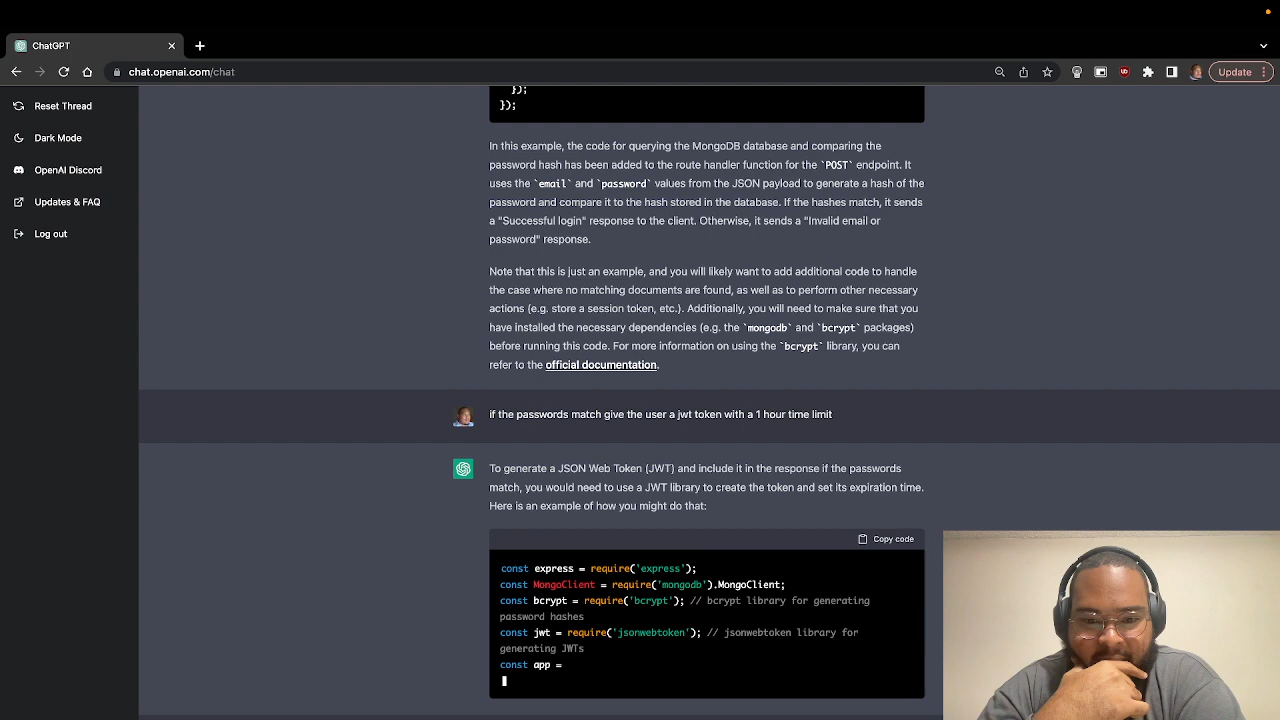 ChatGPT
chat.openai.com/chat
Update
Reset Thread
Dark Mode
OpenAI Discord
Updates & FAQ
Log out
});
});
In this example, the code for querying the MongoDB database and comparing the
password hash has been added to the route handler function for the `POST` endpoint. It
uses the `email` and `password` values from the JSON payload to generate a hash of the
password and compare it to the hash stored in the database. If the hashes match, it sends
a "Successful login" response to the client. Otherwise, it sends a "Invalid email or
password" response.
Note that this is just an example, and you will likely want to add additional code to handle
the case where no matching documents are found, as well as to perform other necessary
actions (e.g. store a session token, etc.). Additionally, you will need to make sure that you
have installed the necessary dependencies (e.g. the `mongodb` and `bcrypt` packages)
before running this code. For more information on using the `bcrypt` library, you can
refer to the official documentation.
if the passwords match give the user a jwt token with a 1 hour time limit
To generate a JSON Web Token (JWT) and include it in the response if the passwords
match, you would need to use a JWT library to create the token and set its expiration time.
Here is an example of how you might do that:
Copy code
const express = require('express');
const MongoClient = require('mongodb').MongoClient;
const bcrypt = require('bcrypt'); // bcrypt library for generating
password hashes
const jwt = require('jsonwebtoken'); // jsonwebtoken library for
generating JWTs
const app =